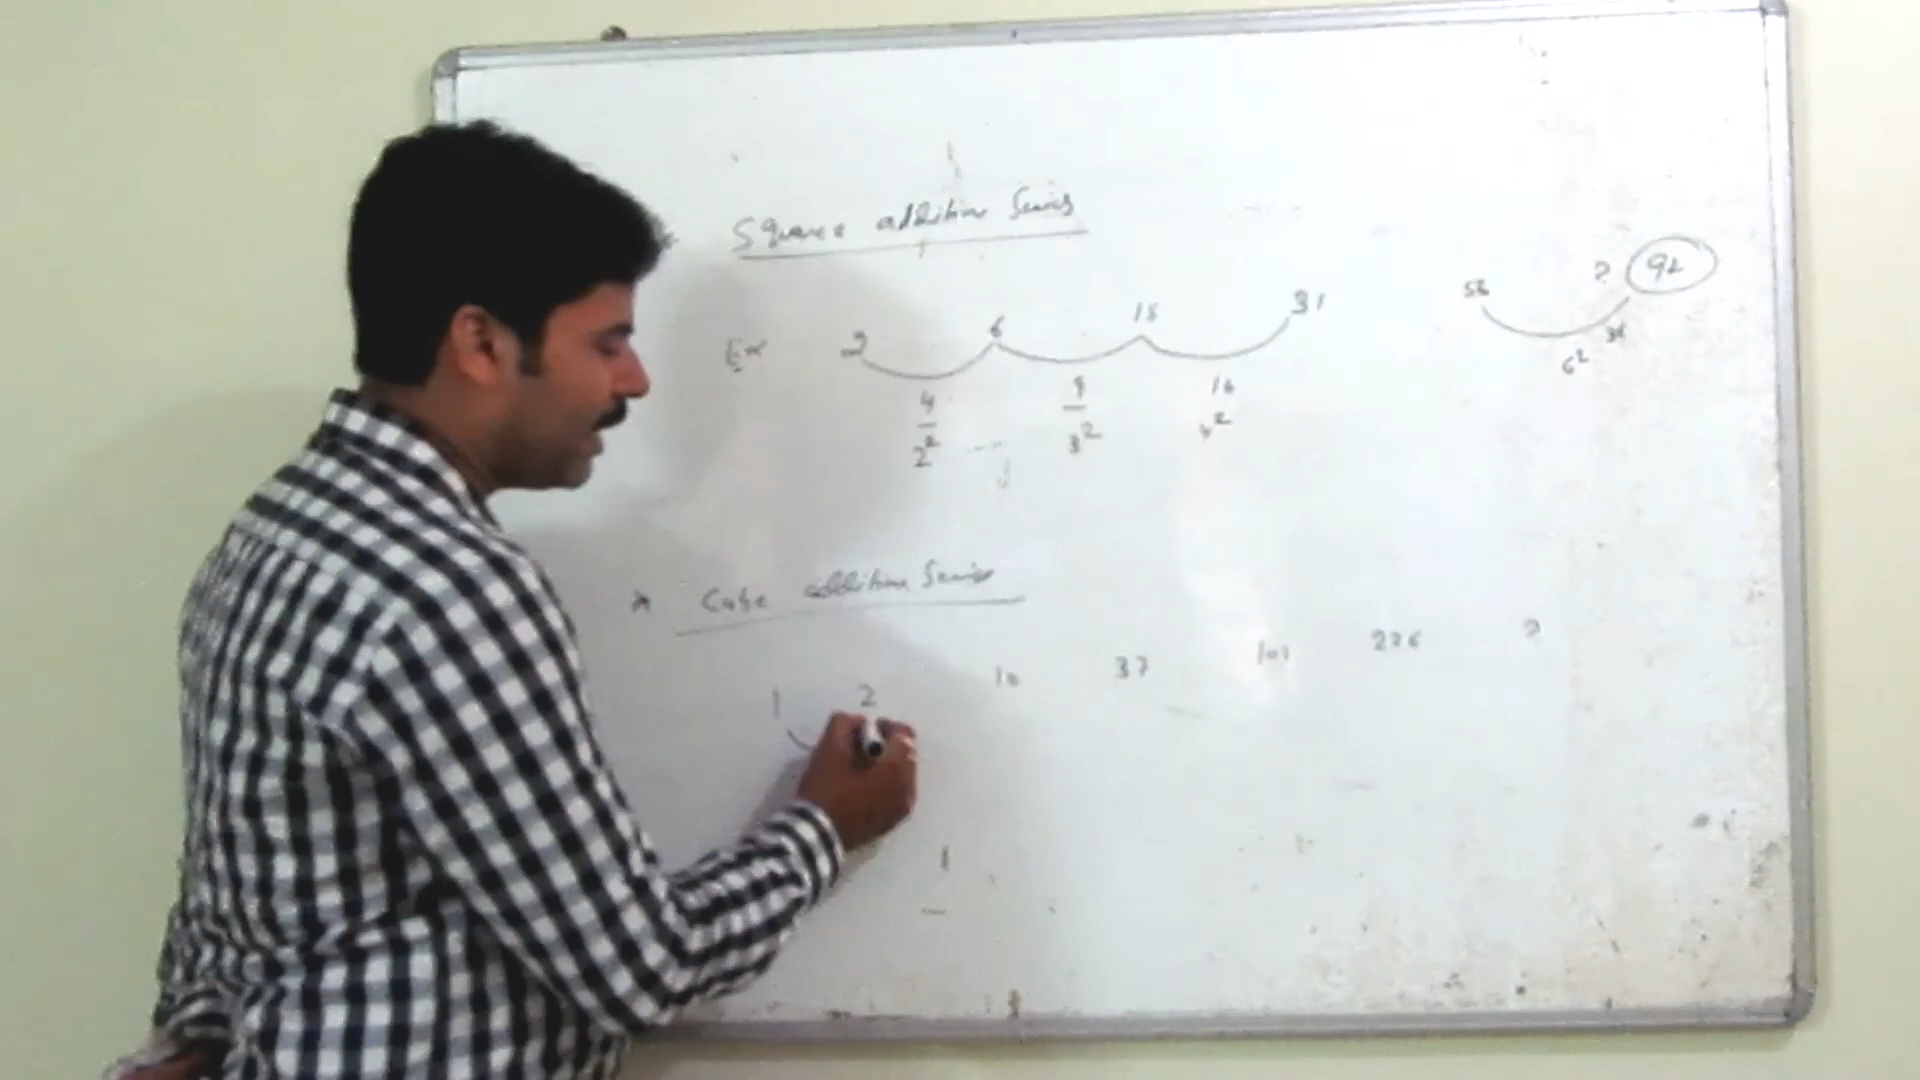 Square addition Series
Ex 2 6 15 31 56 ? 92
4 9 16 36
2² 3² 4² 6²
* Cube addition Series
1 2 10 37 101 226 ?